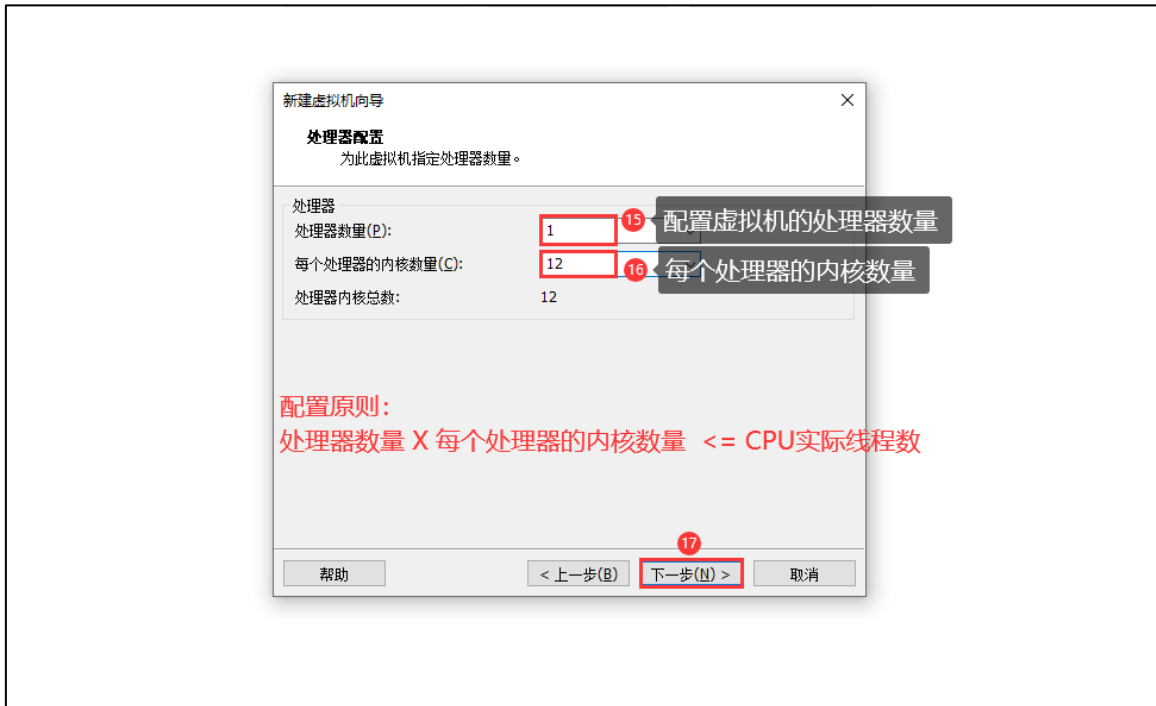 新建虚拟机向导
处理器配置
为此虚拟机指定处理器数量。
处理器
处理器数量(P): 1 15 配置虚拟机的处理器数量
每个处理器的内核数量(C): 12 16 每个处理器的内核数量
处理器内核总数: 12
配置原则:
处理器数量 X 每个处理器的内核数量 <= CPU实际线程数
17
帮助 < 上一步(B) 下一步(N) > 取消